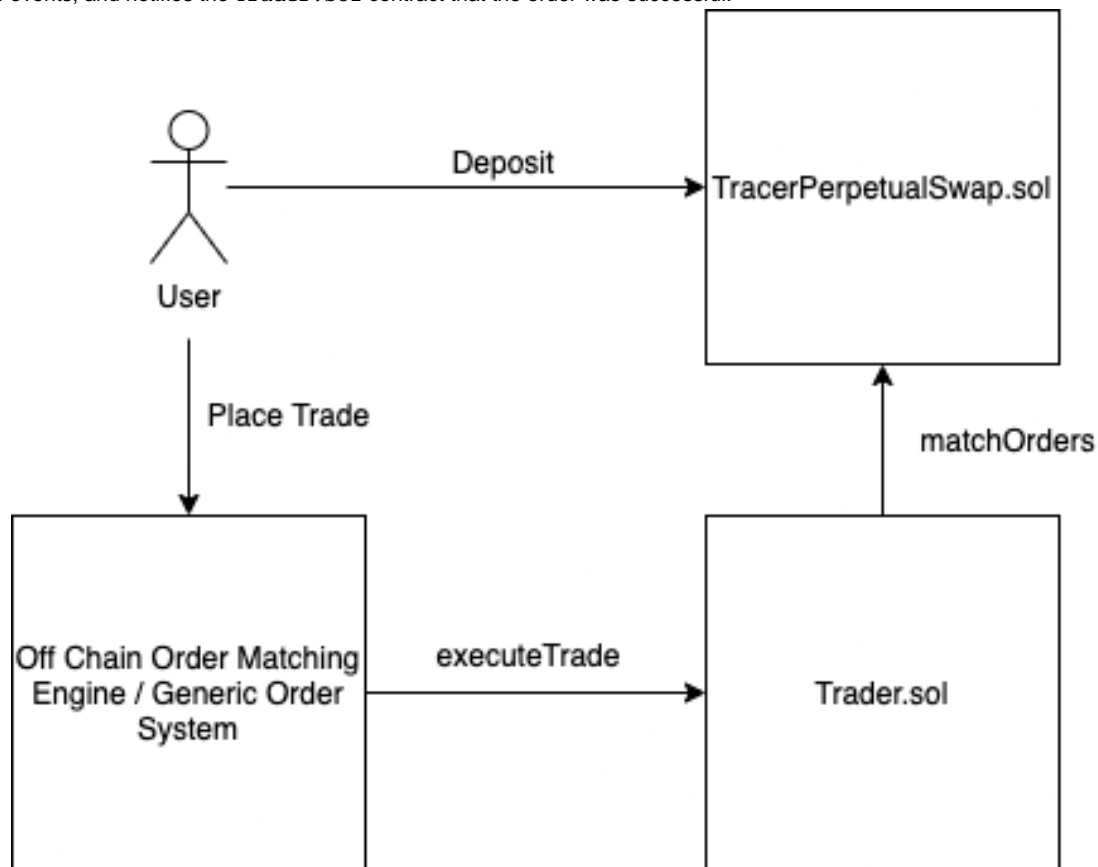 events, and notifies the Trader.sol contract that the order was successful.
Deposit
TracerPerpetualSwap.sol
User
Place Trade
matchOrders
Off Chain Order Matching
Engine / Generic Order
System
executeTrade
Trader.sol